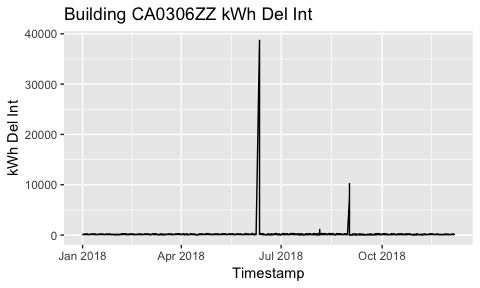 Building CA0306ZZ kWh Del Int
40000
30000
20000
10000
0
kWh Del Int
Jan 2018 Apr 2018 Jul 2018 Oct 2018
Timestamp